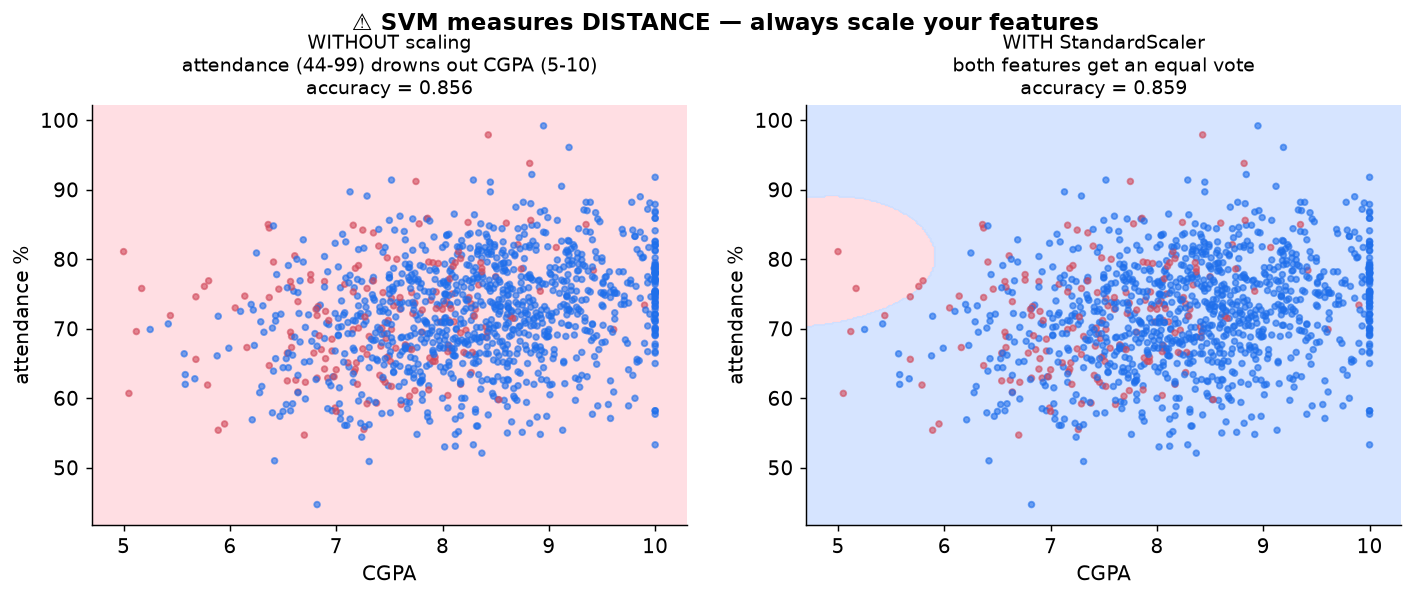 ⚠ SVM measures DISTANCE — always scale your features
WITHOUT scaling
attendance (44-99) drowns out CGPA (5-10)
accuracy = 0.856
100
90
80
70
60
50
attendance %
5 6 7 8 9 10
CGPA
WITH StandardScaler
both features get an equal vote
accuracy = 0.859
100
90
80
70
60
50
attendance %
5 6 7 8 9 10
CGPA